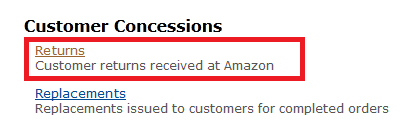 Customer Concessions
Returns
Customer returns received at Amazon
Replacements
Replacements issued to customers for completed orders